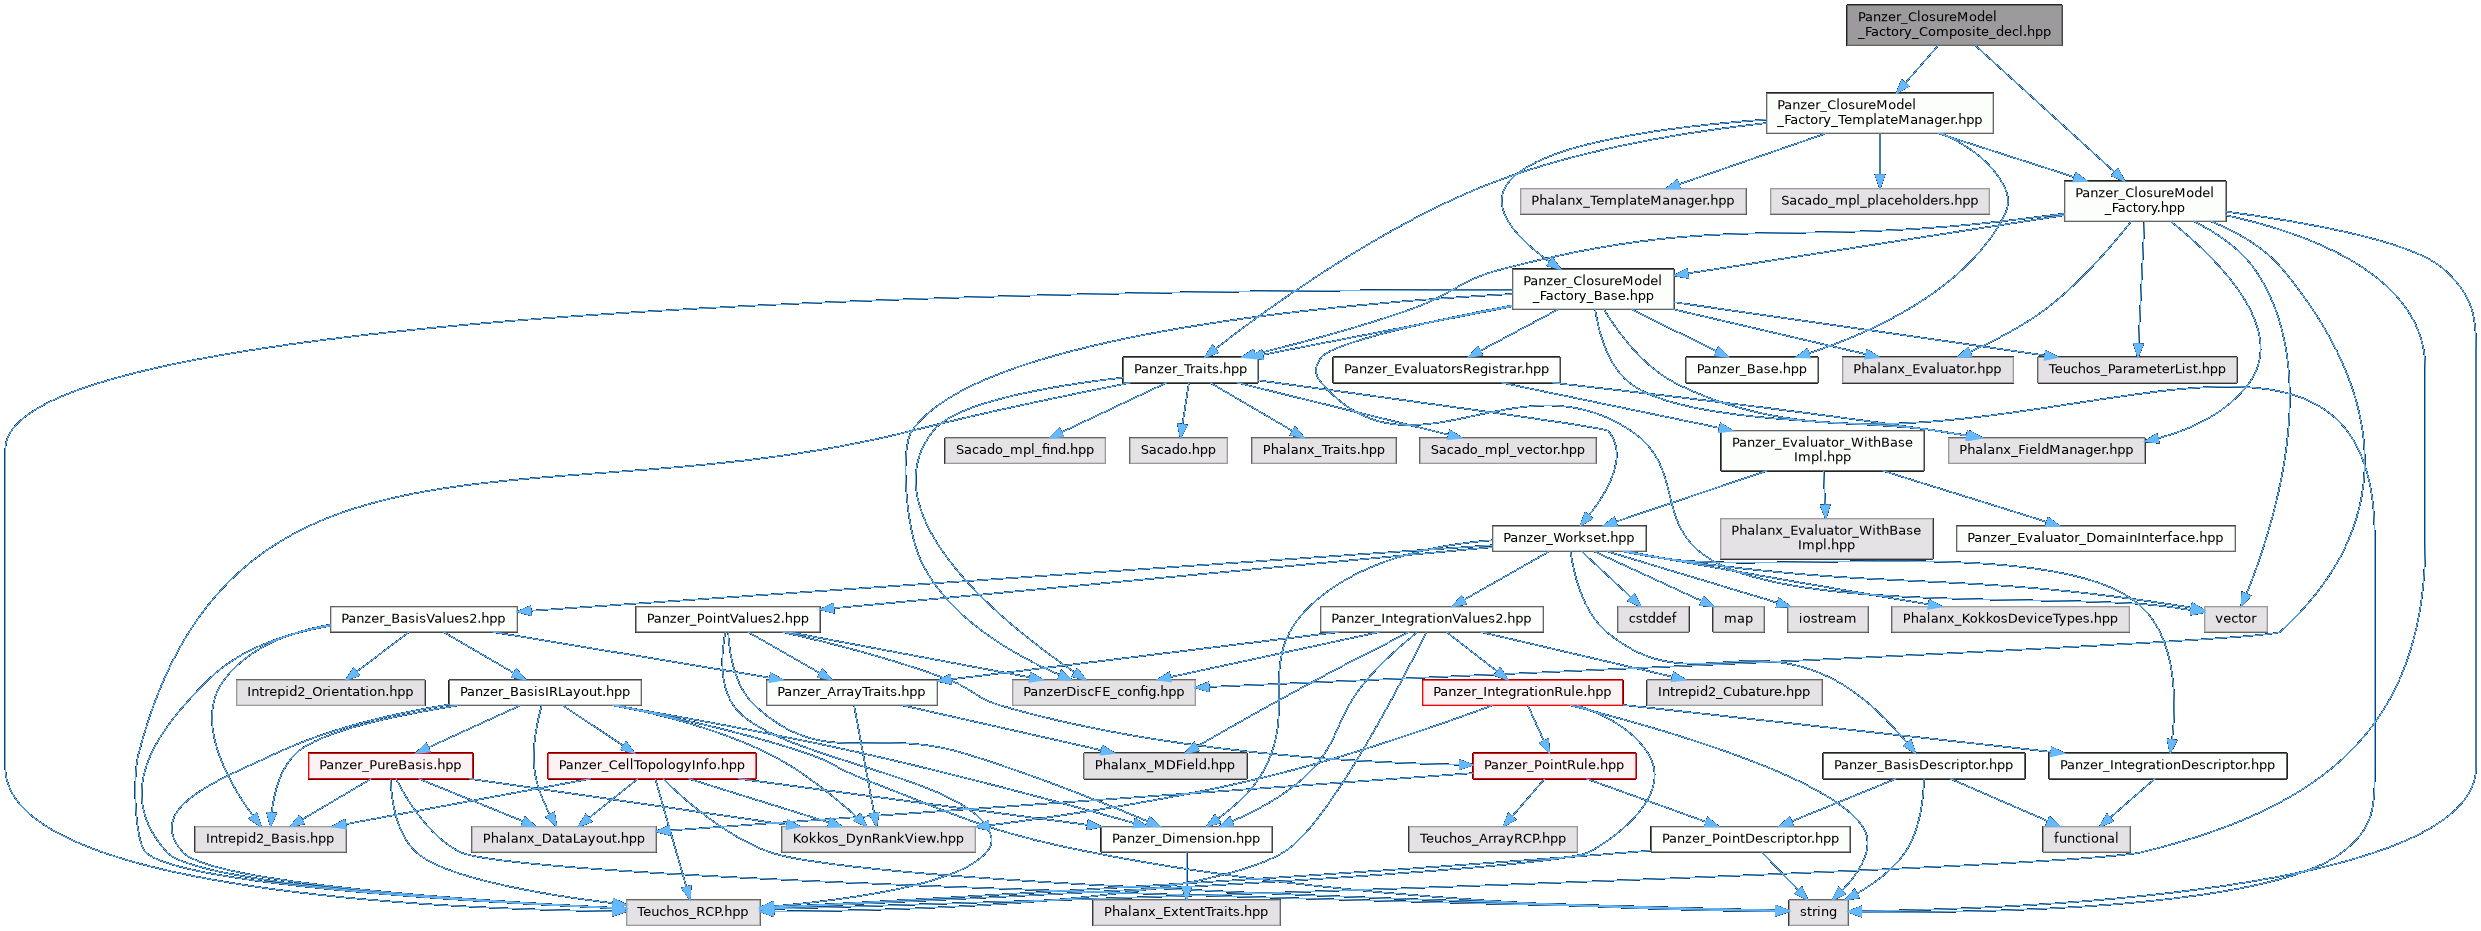 Panzer_ClosureModel
_Factory_Composite_decl.hpp
Panzer_ClosureModel
_Factory_TemplateManager.hpp
Phalanx_TemplateManager.hpp
Sacado_mpl_placeholders.hpp
Panzer_ClosureModel
_Factory.hpp
Panzer_ClosureModel
_Factory_Base.hpp
Panzer_Traits.hpp
Panzer_EvaluatorsRegistrar.hpp
Panzer_Base.hpp
Phalanx_Evaluator.hpp
Teuchos_ParameterList.hpp
Sacado_mpl_find.hpp
Sacado.hpp
Phalanx_Traits.hpp
Sacado_mpl_vector.hpp
Panzer_Evaluator_WithBase
Impl.hpp
Phalanx_FieldManager.hpp
Panzer_Workset.hpp
Phalanx_Evaluator_WithBase
Impl.hpp
Panzer_Evaluator_DomainInterface.hpp
Panzer_BasisValues2.hpp
Panzer_PointValues2.hpp
Panzer_IntegrationValues2.hpp
cstddef
map
iostream
Phalanx_KokkosDeviceTypes.hpp
vector
Intrepid2_Orientation.hpp
Panzer_BasisIRLayout.hpp
Panzer_ArrayTraits.hpp
PanzerDiscFE_config.hpp
Panzer_IntegrationRule.hpp
Intrepid2_Cubature.hpp
Panzer_PureBasis.hpp
Panzer_CellTopologyInfo.hpp
Phalanx_MDField.hpp
Panzer_PointRule.hpp
Panzer_BasisDescriptor.hpp
Panzer_IntegrationDescriptor.hpp
Intrepid2_Basis.hpp
Phalanx_DataLayout.hpp
Kokkos_DynRankView.hpp
Panzer_Dimension.hpp
Teuchos_ArrayRCP.hpp
Panzer_PointDescriptor.hpp
functional
Teuchos_RCP.hpp
Phalanx_ExtentTraits.hpp
string